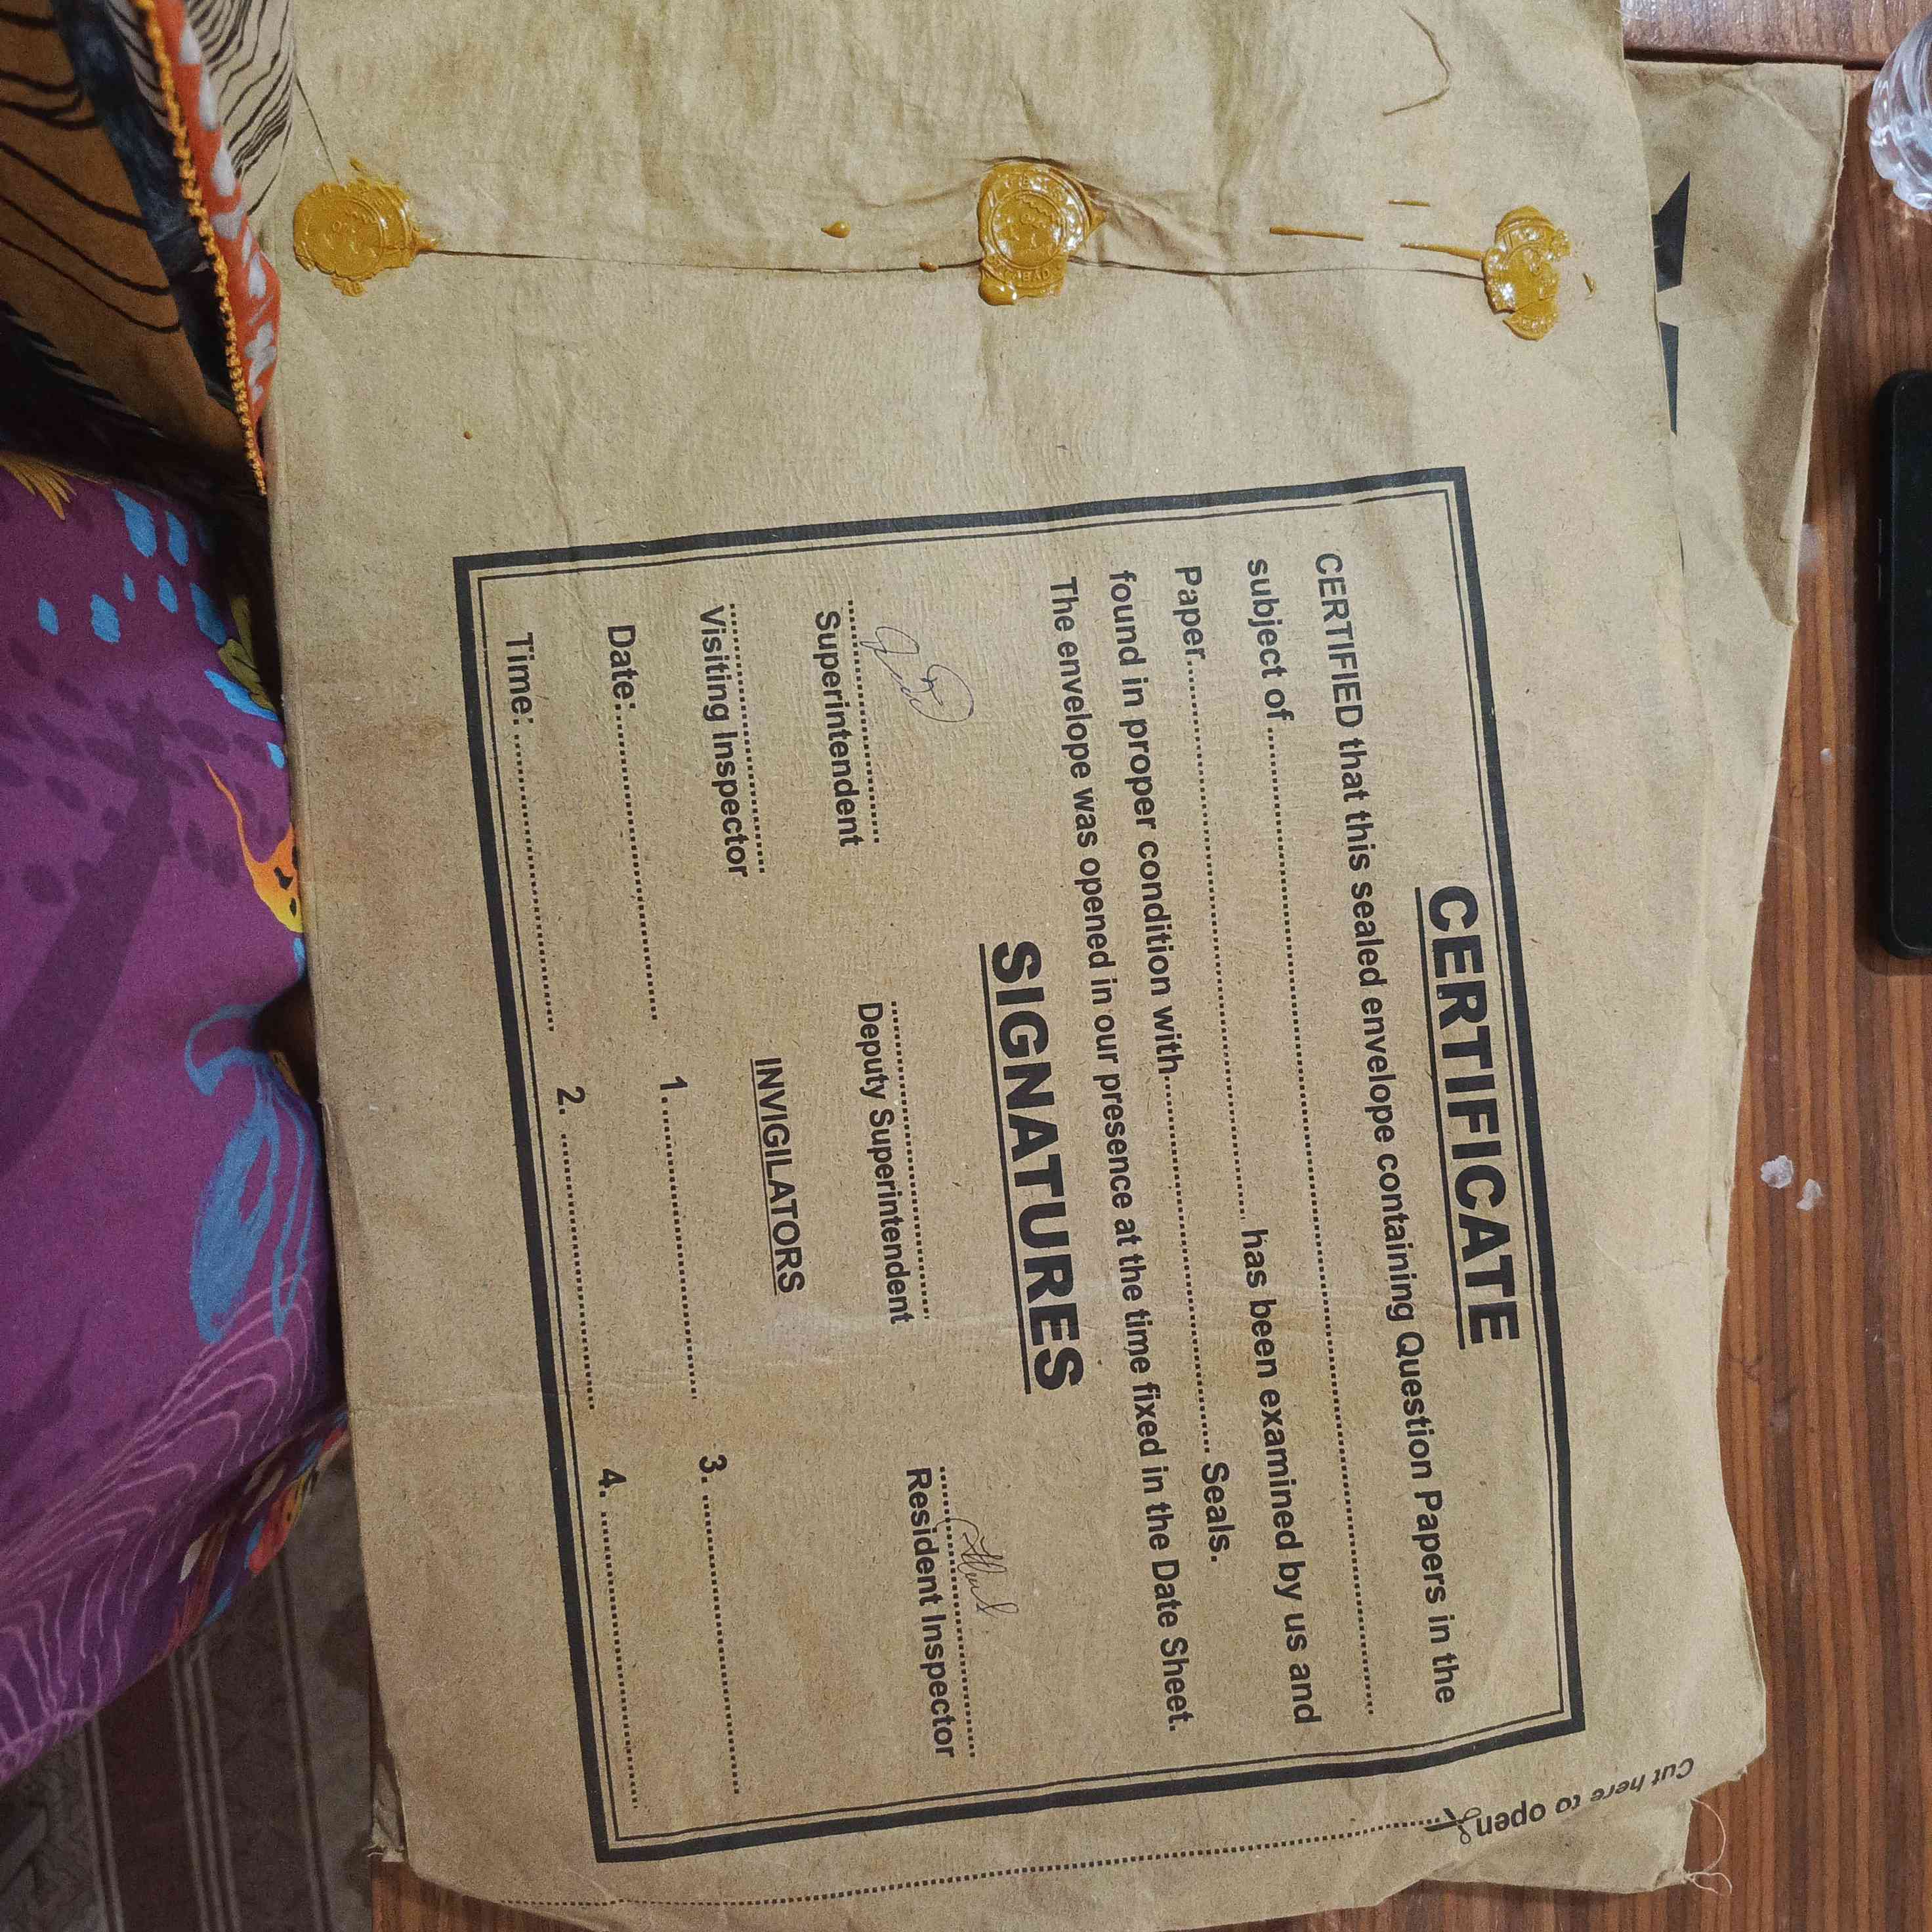 CERTIFICATE
CERTIFIED that this sealed envelope containing Question Papers in the
subject of........................................................................
Paper.................................................... has been examined by us and
found in proper condition with........................................ Seals.
The envelope was opened in our presence at the time fixed in the Date Sheet.
SIGNATURES
Superintendent
Deputy Superintendent
Resident Inspector
Visiting Inspector
INVIGILATORS
Date:........................................
1.................................
3. .................................
Time: ........................................
2. .................................
4. .................................
Cut here to open